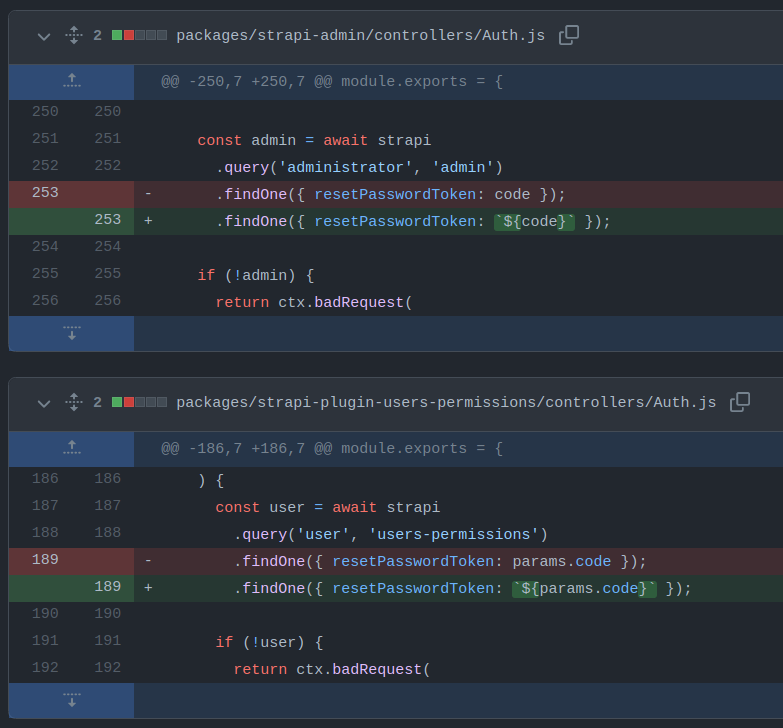 2 packages/strapi-admin/controllers/Auth.js
@@ -250,7 +250,7 @@ module.exports = {
250 250
251 251 const admin = await strapi
252 252 .query('administrator', 'admin')
253 - .findOne({ resetPasswordToken: code });
253 + .findOne({ resetPasswordToken: `${code}` });
254 254
255 255 if (!admin) {
256 256 return ctx.badRequest(
2 packages/strapi-plugin-users-permissions/controllers/Auth.js
@@ -186,7 +186,7 @@ module.exports = {
186 186 ) {
187 187 const user = await strapi
188 188 .query('user', 'users-permissions')
189 - .findOne({ resetPasswordToken: params.code });
189 + .findOne({ resetPasswordToken: `${params.code}` });
190 190
191 191 if (!user) {
192 192 return ctx.badRequest(